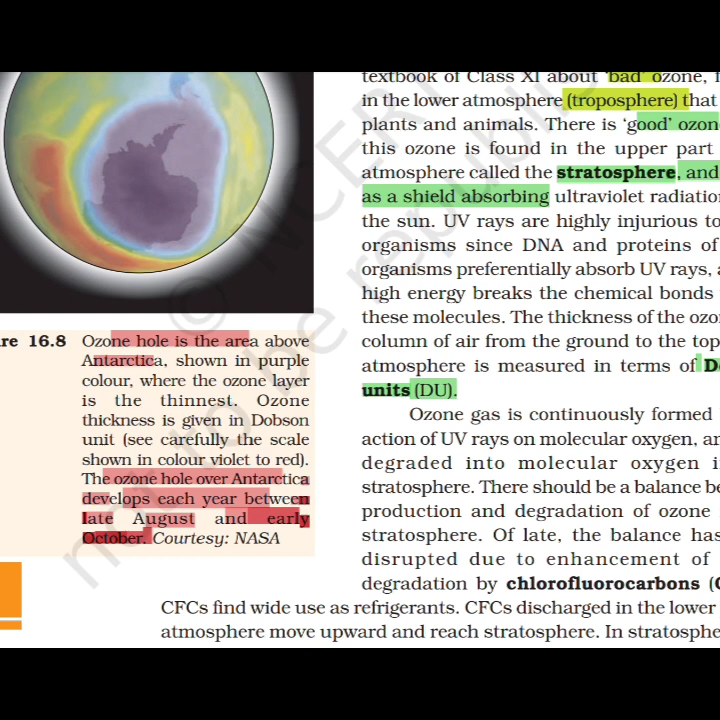 textbook of Class XI about 'bad' ozone,
in the lower atmosphere (troposphere) that
plants and animals. There is 'good' ozon
this ozone is found in the upper part
atmosphere called the stratosphere, and
as a shield absorbing ultraviolet radiation
the sun. UV rays are highly injurious to
organisms since DNA and proteins of
organisms preferentially absorb UV rays,
high energy breaks the chemical bonds
these molecules. The thickness of the ozo
column of air from the ground to the top
atmosphere is measured in terms of D
units (DU).
Ozone gas is continuously formed
action of UV rays on molecular oxygen, an
degraded into molecular oxygen i
stratosphere. There should be a balance be
production and degradation of ozone
stratosphere. Of late, the balance has
disrupted due to enhancement of
degradation by chlorofluorocarbons (C
CFCs find wide use as refrigerants. CFCs discharged in the lower
atmosphere move upward and reach stratosphere. In stratosphe
re 16.8 Ozone hole is the area above
Antarctica, shown in purple
colour, where the ozone layer
is the thinnest. Ozone
thickness is given in Dobson
unit (see carefully the scale
shown in colour violet to red).
The ozone hole over Antarctica
develops each year between
late August and early
October. Courtesy: NASA
© NCERT
not to be republis